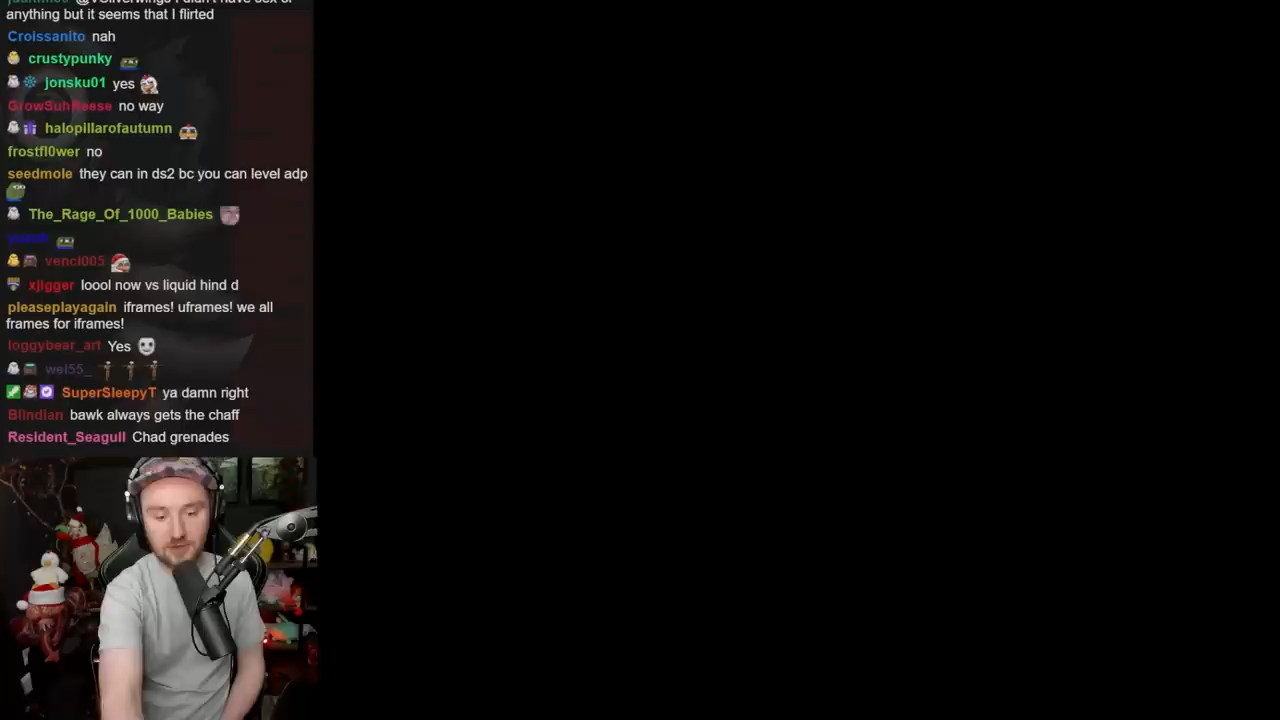 anything but it seems that I flirted
Croissanito nah
crustypunky
jonsku01 yes
GrowSuhReese no way
halopillarofautumn
frostfl0wer no
seedmole they can in ds2 bc you can level adp
The_Rage_Of_1000_Babies
venci005
xjigger loool now vs liquid hind d
pleaseplayagain iframes! uframes! we all
frames for iframes!
loggybear_art Yes
wel55_
SuperSleepyT ya damn right
Blindian bawk always gets the chaff
Resident_Seagull Chad grenades